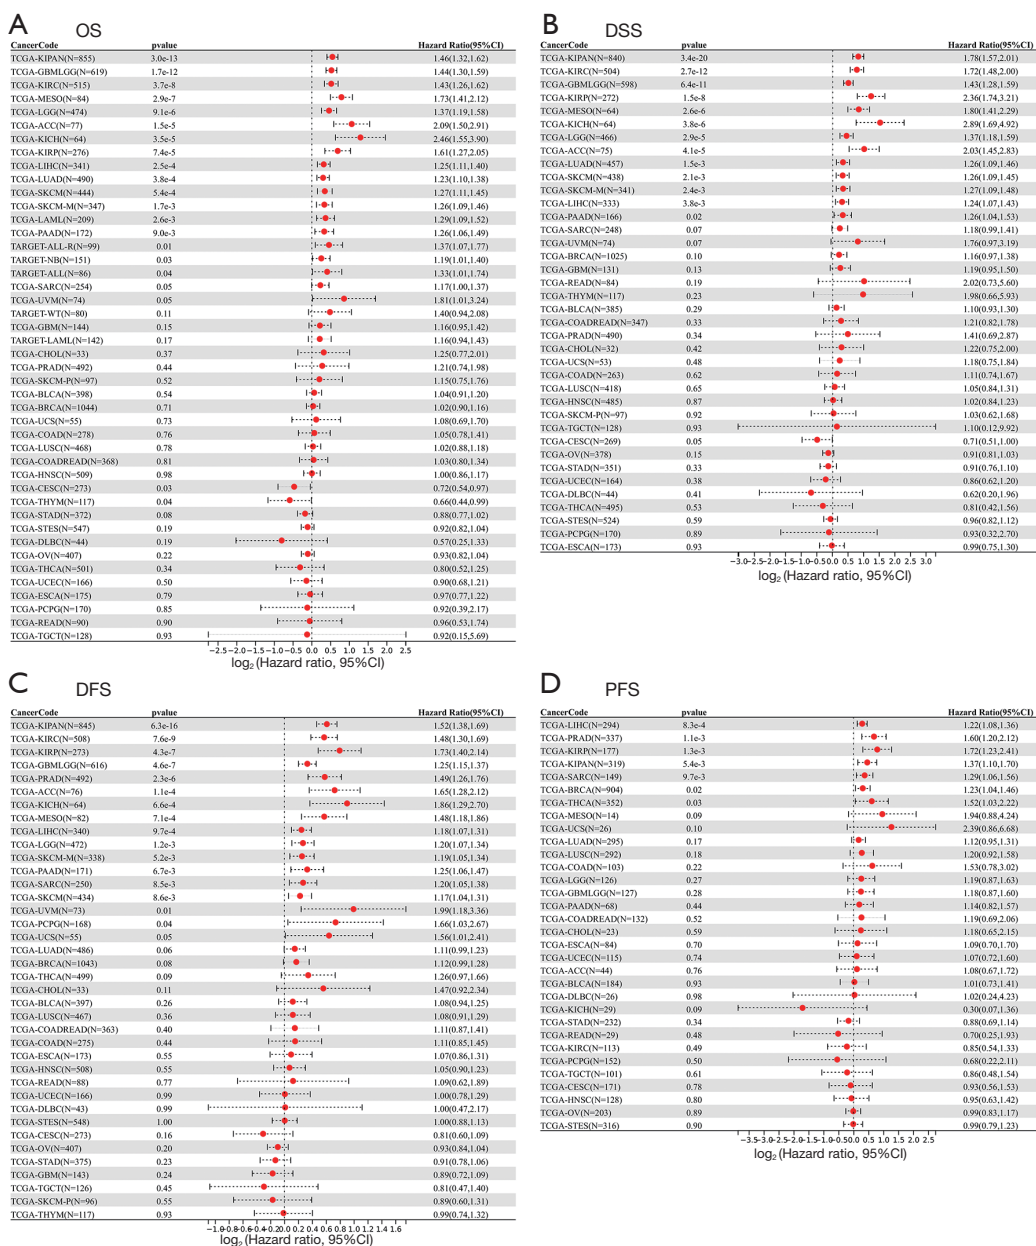 A OS
CancerCode pvalue Hazard Ratio(95%CI)
TCGA-KIPAN(N=855) 3.0e-13 1.46(1.32,1.62)
TCGA-GBMLGG(N=619) 1.7e-12 1.44(1.30,1.59)
TCGA-KIRC(N=515) 3.7e-8 1.43(1.26,1.62)
TCGA-MESO(N=84) 2.9e-7 1.73(1.41,2.12)
TCGA-LGG(N=474) 9.1e-6 1.37(1.19,1.58)
TCGA-ACC(N=77) 1.5e-5 2.09(1.50,2.91)
TCGA-KICH(N=64) 3.5e-5 2.46(1.55,3.90)
TCGA-KIRP(N=276) 7.4e-5 1.61(1.27,2.05)
TCGA-LIHC(N=341) 2.5e-4 1.25(1.11,1.40)
TCGA-LUAD(N=490) 3.8e-4 1.23(1.10,1.38)
TCGA-SKCM(N=444) 5.4e-4 1.27(1.11,1.45)
TCGA-SKCM-M(N=347) 1.7e-3 1.26(1.09,1.46)
TCGA-LAML(N=209) 2.6e-3 1.29(1.09,1.52)
TCGA-PAAD(N=172) 9.0e-3 1.26(1.06,1.49)
TARGET-ALL-R(N=99) 0.01 1.37(1.07,1.77)
TARGET-NB(N=151) 0.03 1.19(1.01,1.40)
TARGET-ALL(N=86) 0.04 1.33(1.01,1.74)
TCGA-SARC(N=254) 0.05 1.17(1.00,1.37)
TCGA-UVM(N=74) 0.05 1.81(1.01,3.24)
TARGET-WT(N=80) 0.11 1.40(0.94,2.08)
TCGA-GBM(N=144) 0.15 1.16(0.95,1.42)
TARGET-LAML(N=142) 0.17 1.16(0.94,1.43)
TCGA-CHOL(N=33) 0.37 1.25(0.77,2.01)
TCGA-PRAD(N=492) 0.44 1.21(0.74,1.98)
TCGA-SKCM-P(N=97) 0.52 1.15(0.75,1.76)
TCGA-BLCA(N=398) 0.54 1.04(0.91,1.20)
TCGA-BRCA(N=1044) 0.71 1.02(0.90,1.16)
TCGA-UCS(N=55) 0.73 1.08(0.69,1.70)
TCGA-COAD(N=278) 0.76 1.05(0.78,1.41)
TCGA-LUSC(N=468) 0.78 1.02(0.88,1.18)
TCGA-COADREAD(N=368) 0.81 1.03(0.80,1.34)
TCGA-HNSC(N=509) 0.98 1.00(0.86,1.17)
TCGA-CESC(N=273) 0.03 0.72(0.54,0.97)
TCGA-THYM(N=117) 0.04 0.66(0.44,0.99)
TCGA-STAD(N=372) 0.08 0.88(0.77,1.02)
TCGA-STES(N=547) 0.19 0.92(0.82,1.04)
TCGA-DLBC(N=44) 0.19 0.57(0.25,1.33)
TCGA-OV(N=407) 0.22 0.93(0.82,1.04)
TCGA-THCA(N=501) 0.34 0.80(0.52,1.25)
TCGA-UCEC(N=166) 0.50 0.90(0.68,1.21)
TCGA-ESCA(N=175) 0.79 0.97(0.77,1.22)
TCGA-PCPG(N=170) 0.85 0.92(0.39,2.17)
TCGA-READ(N=90) 0.90 0.96(0.53,1.74)
TCGA-TGCT(N=128) 0.93 0.92(0.15,5.69)
−2.5−2.0−1.5−1.0−0.5 0.0 0.5 1.0 1.5 2.0 2.5
log2 (Hazard ratio, 95%CI)
B DSS
CancerCode pvalue Hazard Ratio(95%CI)
TCGA-KIPAN(N=840) 3.4e-20 1.78(1.57,2.01)
TCGA-KIRC(N=504) 2.7e-12 1.72(1.48,2.00)
TCGA-GBMLGG(N=598) 6.4e-11 1.43(1.28,1.59)
TCGA-KIRP(N=272) 1.5e-8 2.36(1.74,3.21)
TCGA-MESO(N=64) 2.6e-6 1.80(1.41,2.29)
TCGA-KICH(N=64) 3.8e-6 2.89(1.69,4.92)
TCGA-LGG(N=466) 2.9e-5 1.37(1.18,1.59)
TCGA-ACC(N=75) 4.1e-5 2.03(1.45,2.83)
TCGA-LUAD(N=457) 1.5e-3 1.26(1.09,1.46)
TCGA-SKCM(N=438) 2.1e-3 1.26(1.09,1.45)
TCGA-SKCM-M(N=341) 2.4e-3 1.27(1.09,1.48)
TCGA-LIHC(N=333) 3.8e-3 1.24(1.07,1.43)
TCGA-PAAD(N=166) 0.02 1.26(1.04,1.53)
TCGA-SARC(N=248) 0.07 1.18(0.99,1.41)
TCGA-UVM(N=74) 0.07 1.76(0.97,3.19)
TCGA-BRCA(N=1025) 0.10 1.16(0.97,1.38)
TCGA-GBM(N=131) 0.13 1.19(0.95,1.50)
TCGA-READ(N=84) 0.19 2.02(0.73,5.60)
TCGA-THYM(N=117) 0.23 1.98(0.66,5.93)
TCGA-BLCA(N=385) 0.29 1.10(0.93,1.30)
TCGA-COADREAD(N=347) 0.33 1.21(0.82,1.78)
TCGA-PRAD(N=490) 0.34 1.41(0.69,2.87)
TCGA-CHOL(N=32) 0.42 1.22(0.75,2.00)
TCGA-UCS(N=53) 0.48 1.18(0.75,1.84)
TCGA-COAD(N=263) 0.62 1.11(0.74,1.67)
TCGA-LUSC(N=418) 0.65 1.05(0.84,1.31)
TCGA-HNSC(N=485) 0.87 1.02(0.84,1.23)
TCGA-SKCM-P(N=97) 0.92 1.03(0.62,1.68)
TCGA-TGCT(N=128) 0.93 1.10(0.12,9.92)
TCGA-CESC(N=269) 0.05 0.71(0.51,1.00)
TCGA-OV(N=378) 0.15 0.91(0.81,1.03)
TCGA-STAD(N=351) 0.33 0.91(0.76,1.10)
TCGA-UCEC(N=164) 0.38 0.86(0.62,1.20)
TCGA-DLBC(N=44) 0.41 0.62(0.20,1.96)
TCGA-THCA(N=495) 0.53 0.81(0.42,1.56)
TCGA-STES(N=524) 0.59 0.96(0.82,1.12)
TCGA-PCPG(N=170) 0.89 0.93(0.32,2.70)
TCGA-ESCA(N=173) 0.93 0.99(0.75,1.30)
−3.0−2.5−2.0−1.5−1.0−0.50.0 0.5 1.0 1.5 2.0 2.5 3.0
log2 (Hazard ratio, 95%CI)
C DFS
CancerCode pvalue Hazard Ratio(95%CI)
TCGA-KIPAN(N=845) 6.3e-16 1.52(1.38,1.69)
TCGA-KIRC(N=508) 7.6e-9 1.48(1.30,1.69)
TCGA-KIRP(N=273) 4.3e-7 1.73(1.40,2.14)
TCGA-GBMLGG(N=616) 4.6e-7 1.25(1.15,1.37)
TCGA-PRAD(N=492) 2.3e-6 1.49(1.26,1.76)
TCGA-ACC(N=76) 1.1e-4 1.65(1.28,2.12)
TCGA-KICH(N=64) 6.6e-4 1.86(1.29,2.70)
TCGA-MESO(N=82) 7.1e-4 1.48(1.18,1.86)
TCGA-LIHC(N=340) 9.7e-4 1.18(1.07,1.31)
TCGA-LGG(N=472) 1.2e-3 1.20(1.07,1.34)
TCGA-SKCM-M(N=338) 5.2e-3 1.19(1.05,1.34)
TCGA-PAAD(N=171) 6.7e-3 1.25(1.06,1.47)
TCGA-SARC(N=250) 8.5e-3 1.20(1.05,1.38)
TCGA-SKCM(N=434) 8.6e-3 1.17(1.04,1.31)
TCGA-UVM(N=73) 0.01 1.99(1.18,3.36)
TCGA-PCPG(N=168) 0.04 1.66(1.03,2.67)
TCGA-UCS(N=55) 0.05 1.56(1.01,2.41)
TCGA-LUAD(N=486) 0.06 1.11(0.99,1.23)
TCGA-BRCA(N=1043) 0.08 1.12(0.99,1.28)
TCGA-THCA(N=499) 0.09 1.26(0.97,1.66)
TCGA-CHOL(N=33) 0.11 1.47(0.92,2.34)
TCGA-BLCA(N=397) 0.26 1.08(0.94,1.25)
TCGA-LUSC(N=467) 0.36 1.08(0.91,1.29)
TCGA-COADREAD(N=363) 0.40 1.11(0.87,1.41)
TCGA-COAD(N=275) 0.44 1.11(0.85,1.45)
TCGA-ESCA(N=173) 0.55 1.07(0.86,1.31)
TCGA-HNSC(N=508) 0.55 1.05(0.90,1.23)
TCGA-READ(N=88) 0.77 1.09(0.62,1.89)
TCGA-UCEC(N=166) 0.99 1.00(0.78,1.29)
TCGA-DLBC(N=43) 0.99 1.00(0.47,2.17)
TCGA-STES(N=548) 1.00 1.00(0.88,1.13)
TCGA-CESC(N=273) 0.16 0.81(0.60,1.09)
TCGA-OV(N=407) 0.20 0.93(0.84,1.04)
TCGA-STAD(N=375) 0.23 0.91(0.78,1.06)
TCGA-GBM(N=143) 0.24 0.89(0.72,1.09)
TCGA-TGCT(N=126) 0.45 0.81(0.47,1.40)
TCGA-SKCM-P(N=96) 0.55 0.89(0.60,1.31)
TCGA-THYM(N=117) 0.93 0.99(0.74,1.32)
−1.0−0.8−0.6−0.4−0.2 0.0 0.2 0.4 0.6 0.8 1.0 1.2 1.4 1.6
log2 (Hazard ratio, 95%CI)
D PFS
CancerCode pvalue Hazard Ratio(95%CI)
TCGA-LIHC(N=294) 8.3e-4 1.22(1.08,1.36)
TCGA-PRAD(N=337) 1.1e-3 1.60(1.20,2.12)
TCGA-KIRP(N=177) 1.3e-3 1.72(1.23,2.41)
TCGA-KIPAN(N=319) 5.4e-3 1.37(1.10,1.70)
TCGA-SARC(N=149) 9.7e-3 1.29(1.06,1.56)
TCGA-BRCA(N=904) 0.02 1.23(1.04,1.46)
TCGA-THCA(N=352) 0.03 1.52(1.03,2.22)
TCGA-MESO(N=14) 0.09 1.94(0.88,4.24)
TCGA-UCS(N=26) 0.10 2.39(0.86,6.68)
TCGA-LUAD(N=295) 0.17 1.12(0.95,1.31)
TCGA-LUSC(N=292) 0.18 1.20(0.92,1.58)
TCGA-COAD(N=103) 0.22 1.53(0.78,3.02)
TCGA-LGG(N=126) 0.27 1.19(0.87,1.63)
TCGA-GBMLGG(N=127) 0.28 1.18(0.87,1.60)
TCGA-PAAD(N=68) 0.44 1.14(0.82,1.57)
TCGA-COADREAD(N=132) 0.52 1.19(0.69,2.06)
TCGA-CHOL(N=23) 0.59 1.18(0.65,2.15)
TCGA-ESCA(N=84) 0.70 1.09(0.70,1.70)
TCGA-UCEC(N=115) 0.74 1.07(0.72,1.60)
TCGA-ACC(N=44) 0.76 1.08(0.67,1.72)
TCGA-BLCA(N=184) 0.93 1.01(0.73,1.41)
TCGA-DLBC(N=26) 0.98 1.02(0.24,4.23)
TCGA-KICH(N=29) 0.09 0.30(0.07,1.36)
TCGA-STAD(N=232) 0.34 0.88(0.69,1.14)
TCGA-READ(N=29) 0.48 0.70(0.25,1.93)
TCGA-KIRC(N=113) 0.49 0.85(0.54,1.33)
TCGA-PCPG(N=152) 0.50 0.68(0.22,2.11)
TCGA-TGCT(N=101) 0.61 0.86(0.48,1.54)
TCGA-CESC(N=171) 0.78 0.93(0.56,1.53)
TCGA-HNSC(N=128) 0.80 0.95(0.63,1.42)
TCGA-OV(N=203) 0.89 0.99(0.83,1.17)
TCGA-STES(N=316) 0.90 0.99(0.79,1.23)
−3.5−3.0−2.5−2.0−1.5−1.0−0.50.0 0.5 1.0 1.5 2.0 2.5
log2 (Hazard ratio, 95%CI)